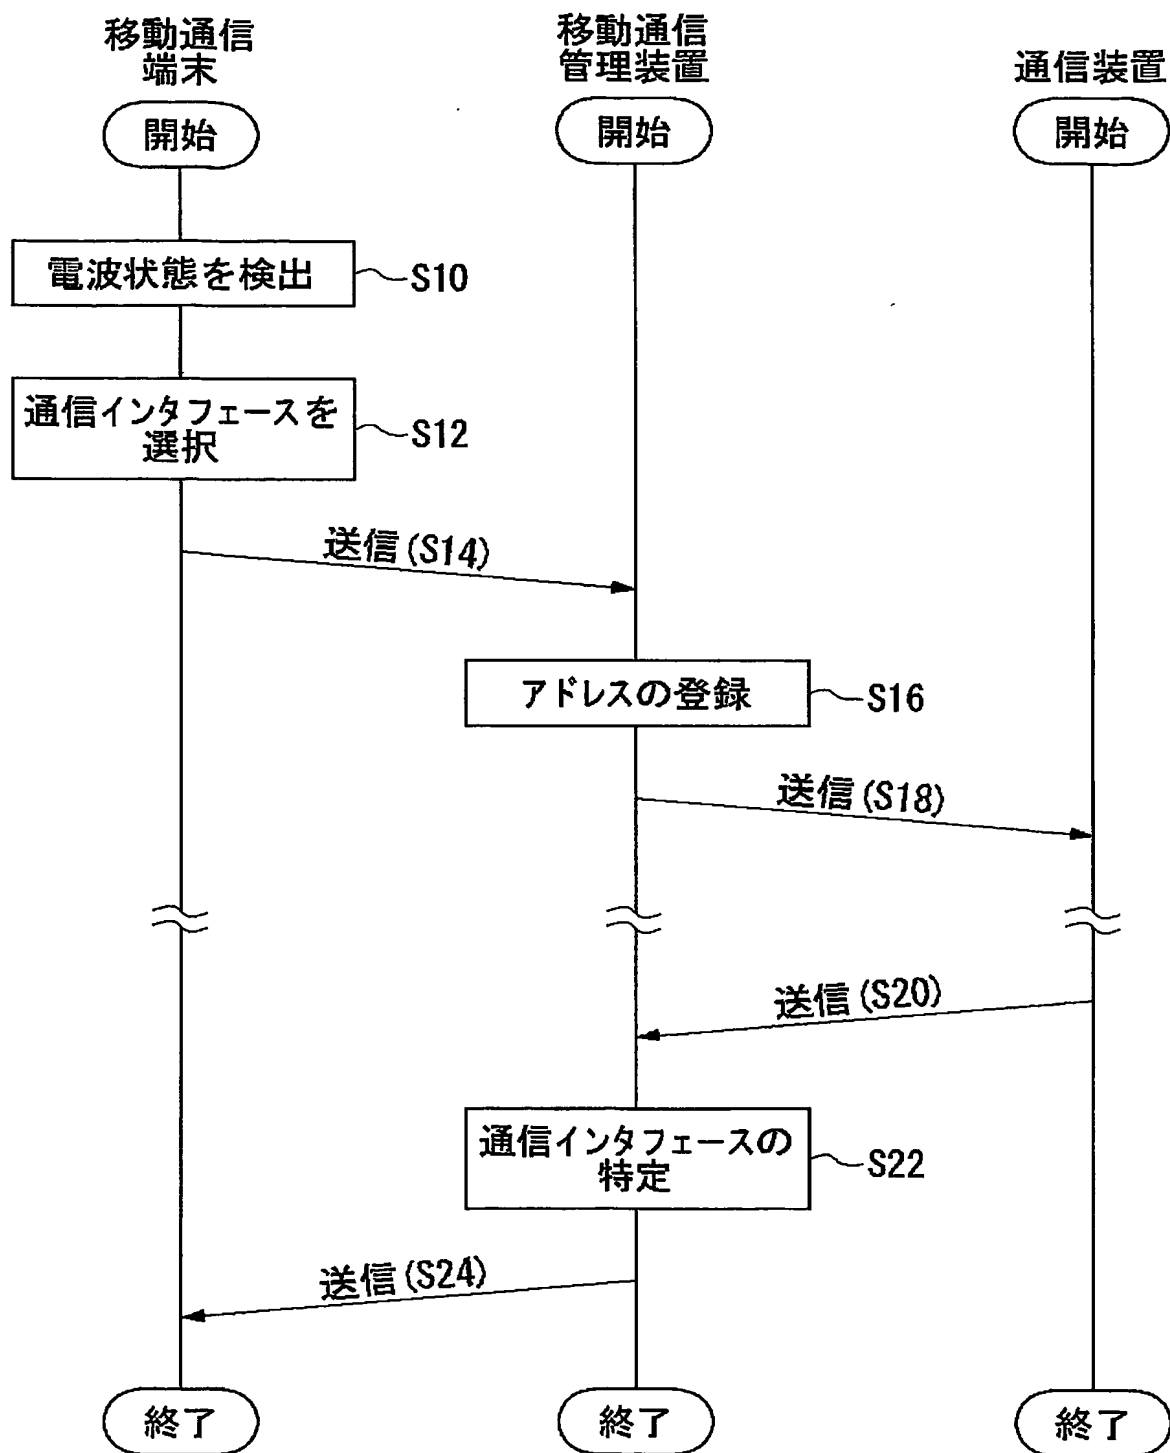 移動通信
端末
移動通信
管理装置
通信装置
開始
開始
開始
電波状態を検出
S10
通信インタフェースを
選択
S12
送信(S14)
アドレスの登録
S16
送信(S18)
送信(S20)
通信インタフェースの
特定
S22
送信(S24)
終了
終了
終了